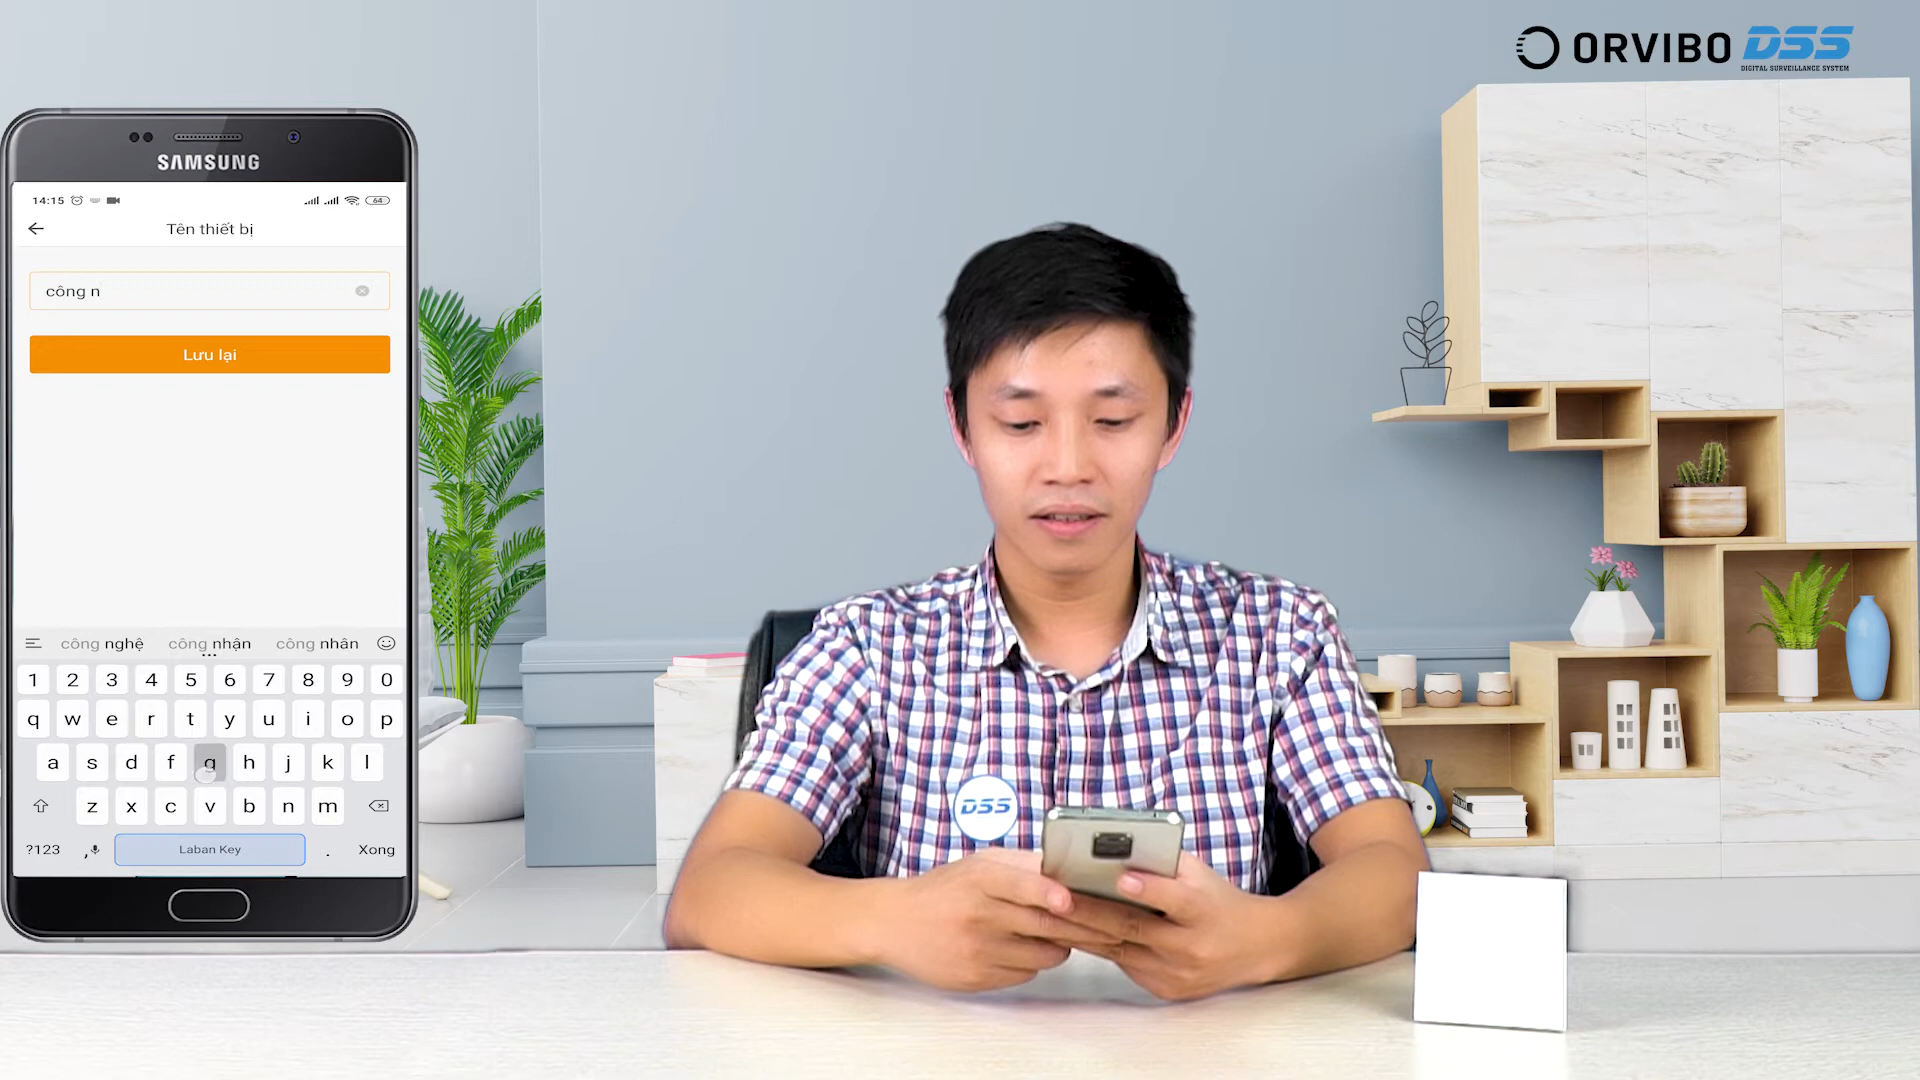 ORVIBO DSS
DIGITAL SURVEILLANCE SYSTEM
SAMSUNG
14:15
64
Tên thiết bị
công n
Lưu lại
công nghệ công nhận công nhân
1 2 3 4 5 6 7 8 9 0
q w e r t y u i o p
a s d f g h j k l
z x c v b n m
?123 , Laban Key . Xong
DSS